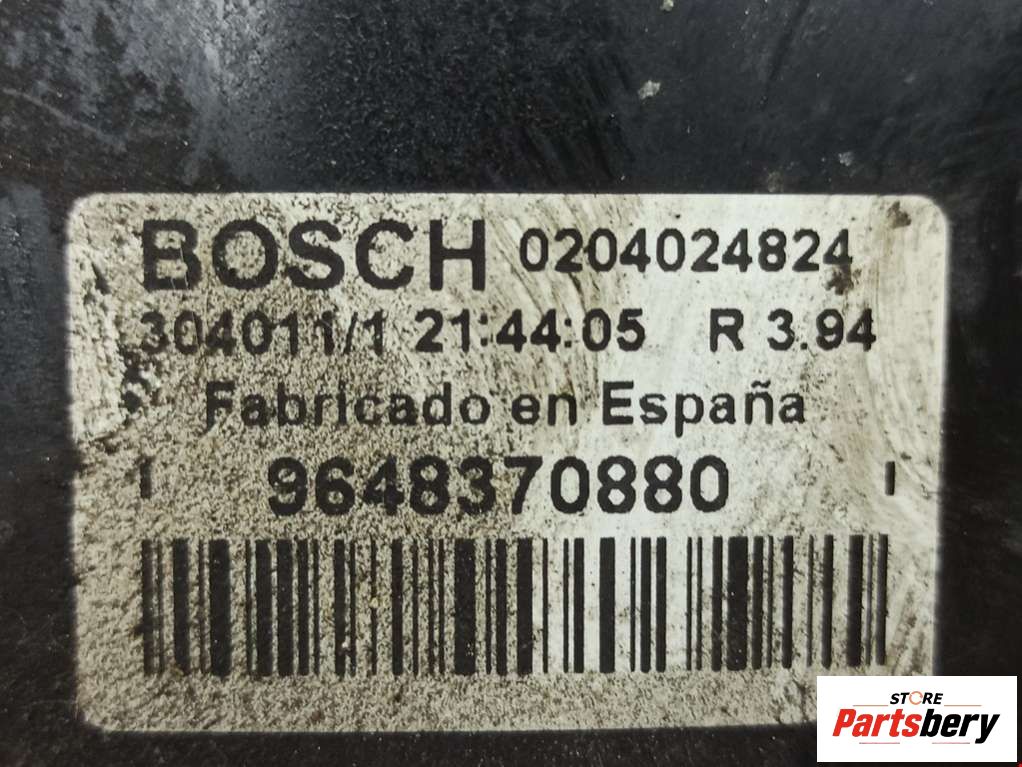 BOSCH 0204024824
304011/1 21:44:05 R 3.94
Fabricado en España
9648370880
STORE
Partsbery